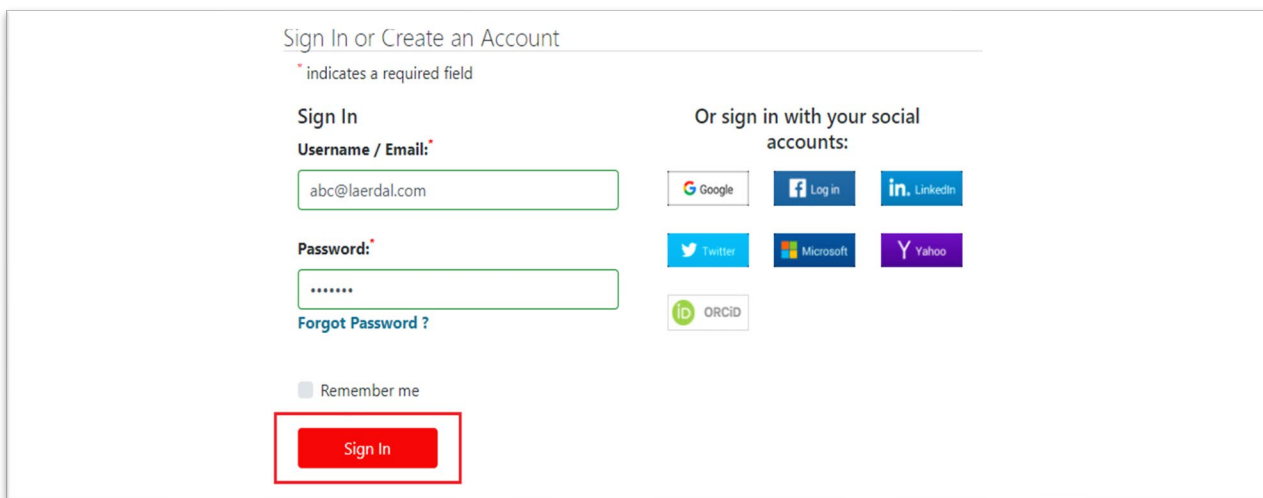 Sign In or Create an Account
* indicates a required field
Sign In
Username / Email:*
abc@laerdal.com
Password:*
•••••••
Forgot Password ?
Remember me
Sign In
Or sign in with your social
accounts:
G Google
f Log in
in. LinkedIn
Twitter
Microsoft
Y Yahoo
iD ORCiD